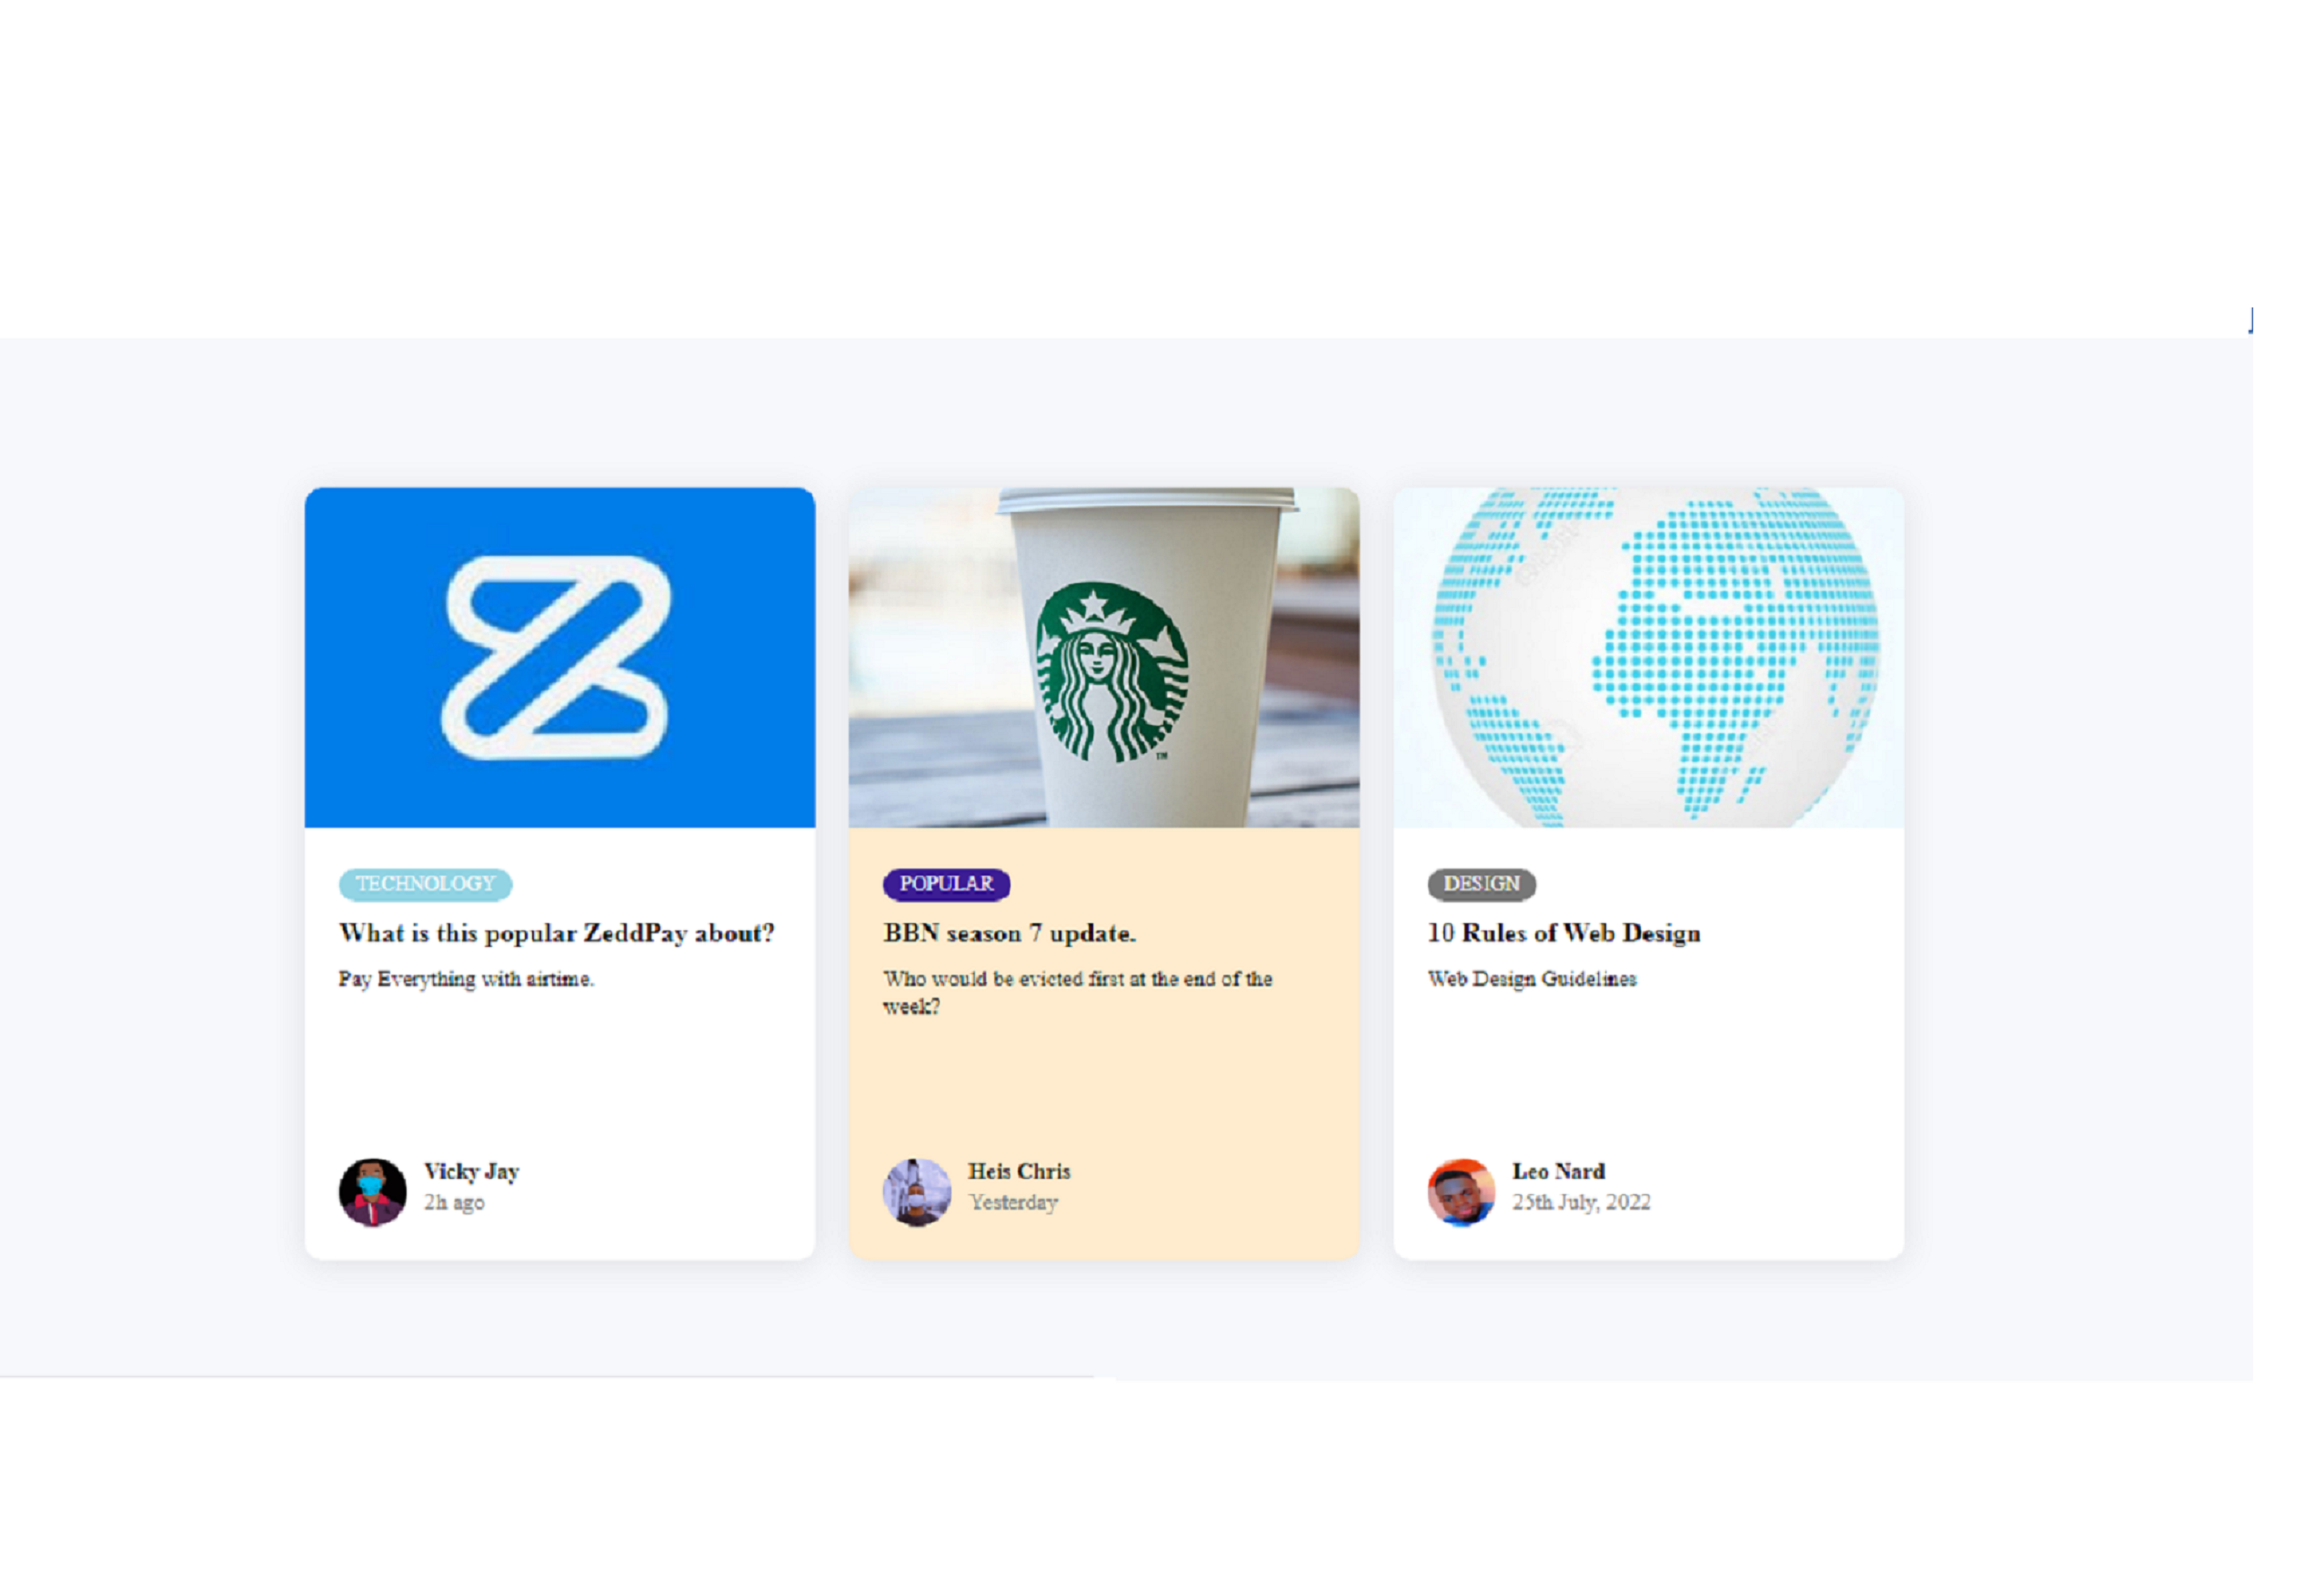 TECHNOLOGY
What is this popular ZeddPay about?
Pay Everything with airtime.
Vicky Jay
2h ago
TM
POPULAR
BBN season 7 update.
Who would be evicted first at the end of the
week?
Heis Chris
Yesterday
DESIGN
10 Rules of Web Design
Web Design Guidelines
Leo Nard
25th July, 2022